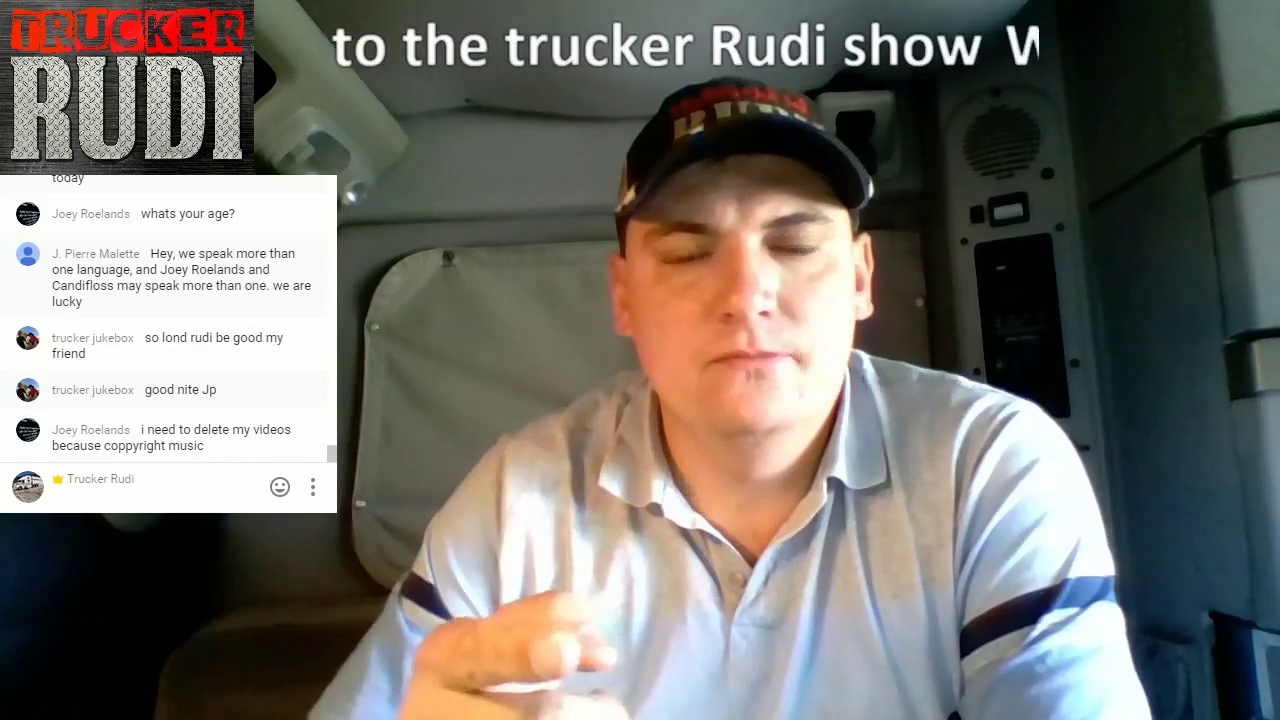 TRUCKER
RUDI
to the trucker Rudi show W
today
Joey Roelands whats your age?
J. Pierre Malette Hey, we speak more than
one language, and Joey Roelands and
Candifloss may speak more than one. we are
lucky
trucker jukebox so lond rudi be good my
friend
trucker jukebox good nite Jp
Joey Roelands i need to delete my videos
because coppyright music
Trucker Rudi